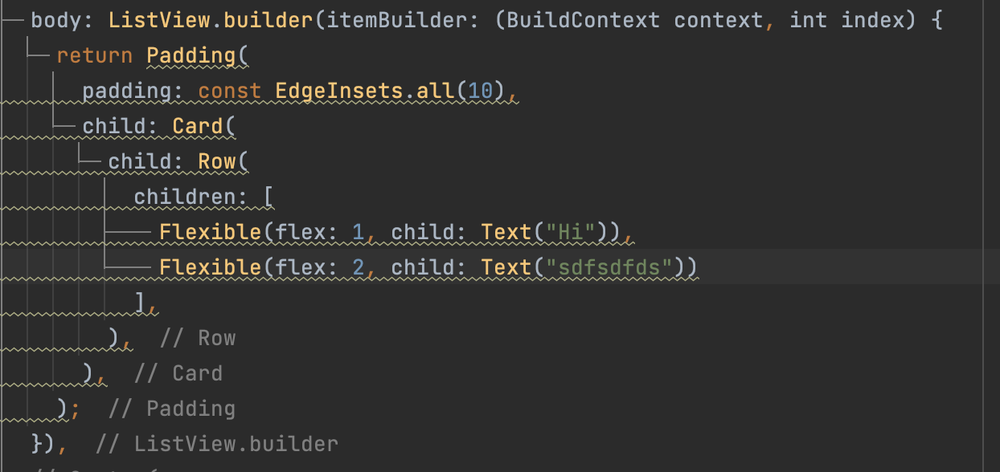 body: ListView.builder(itemBuilder: (BuildContext context, int index) {
return Padding(
padding: const EdgeInsets.all(10),
child: Card(
child: Row(
children: [
Flexible(flex: 1, child: Text("Hi")),
Flexible(flex: 2, child: Text("sdfsdfds"))
],
), // Row
), // Card
); // Padding
}), // ListView.builder